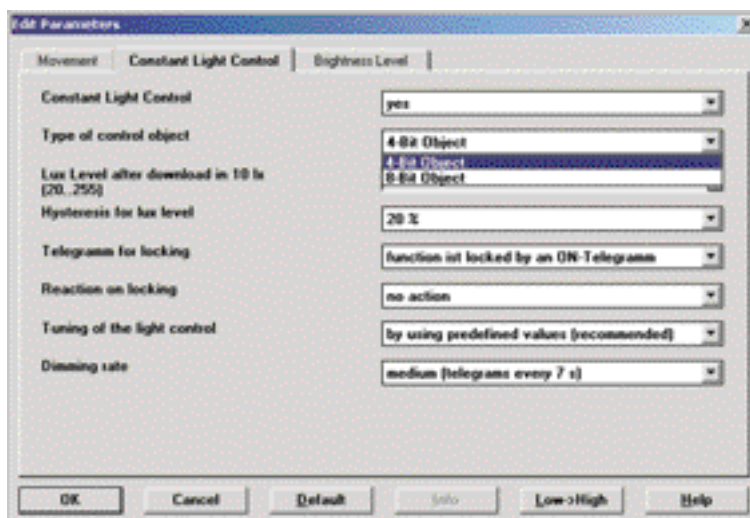 Edit Parameters
Movement Constant Light Control Brightness Level
Constant Light Control yes
Type of control object 4-Bit Object
4-Bit Object
Lux Level after download in 10 lx
8-Bit Object
(20..255)
Hysteresis for lux level 20 %
Telegramm for locking function ist locked by an ON-Telegramm
Reaction on locking no action
Tuning of the light control by using predefined values (recommended)
Dimming rate medium (telegrams every 7 s)
OK Cancel Default Info Low->High Help